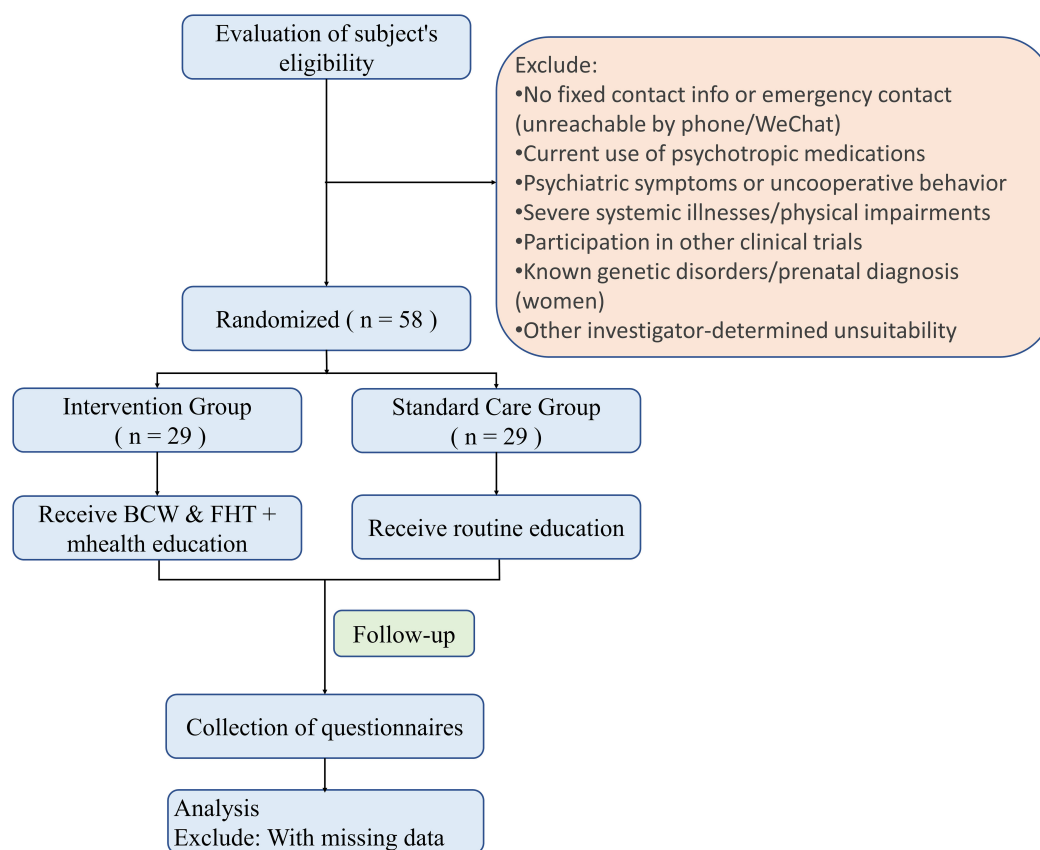 Evaluation of subject's
eligibility
Exclude:
•No fixed contact info or emergency contact
(unreachable by phone/WeChat)
•Current use of psychotropic medications
•Psychiatric symptoms or uncooperative behavior
•Severe systemic illnesses/physical impairments
•Participation in other clinical trials
•Known genetic disorders/prenatal diagnosis
(women)
•Other investigator-determined unsuitability
Randomized ( n = 58 )
Intervention Group
( n = 29 )
Standard Care Group
( n = 29 )
Receive BCW & FHT +
mhealth education
Receive routine education
Follow-up
Collection of questionnaires
Analysis
Exclude: With missing data